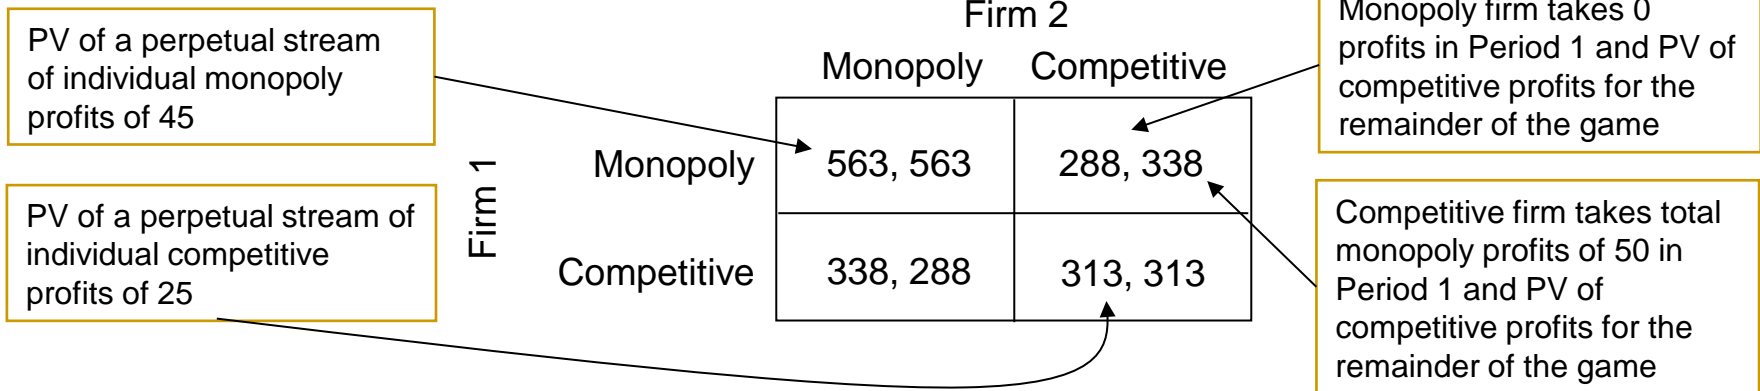 Firm 2
PV of a perpetual stream
of individual monopoly
profits of 45
Monopoly Competitive
Monopoly firm takes 0
profits in Period 1 and PV of
competitive profits for the
remainder of the game
Firm 1
Monopoly
563, 563
288, 338
PV of a perpetual stream of
individual competitive
profits of 25
Competitive
338, 288
313, 313
Competitive firm takes total
monopoly profits of 50 in
Period 1 and PV of
competitive profits for the
remainder of the game